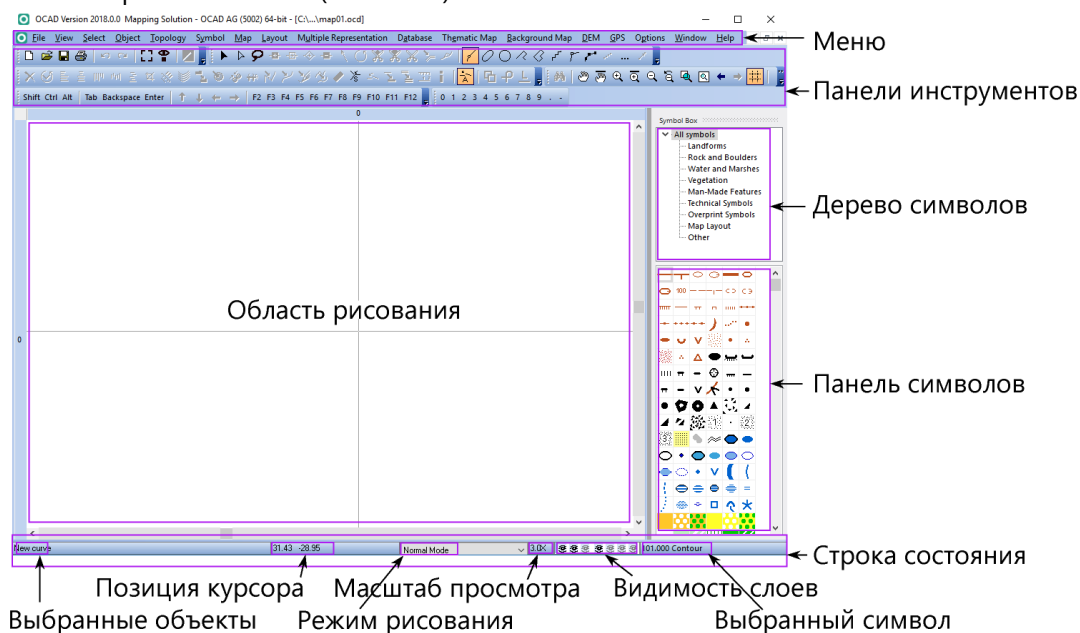 OCAD Version 2018.0.0 Mapping Solution - OCAD AG (5002) 64-bit - [C:\...\map01.ocd]
File View Select Object Topology Symbol Map Layout Multiple Representation Database Thematic Map Background Map DEM GPS Options Window Help
Меню
Панели инструментов
Shift Ctrl Alt Tab Backspace Enter F2 F3 F4 F5 F6 F7 F8 F9 F10 F11 F12 0 1 2 3 4 5 6 7 8 9 . -
0
Symbol Box
All symbols
Landforms
Rock and Boulders
Water and Marshes
Vegetation
Man-Made Features
Technical Symbols
Overprint Symbols
Map Layout
Other
Дерево символов
100
Область рисования
0
Панель символов
1 2
3
New curve 31.43 -28.95 Normal Mode 3.0X 101.000 Contour
Строка состояния
Позиция курсора Масштаб просмотра Видимость слоев
Выбранные объекты Режим рисования Выбранный символ